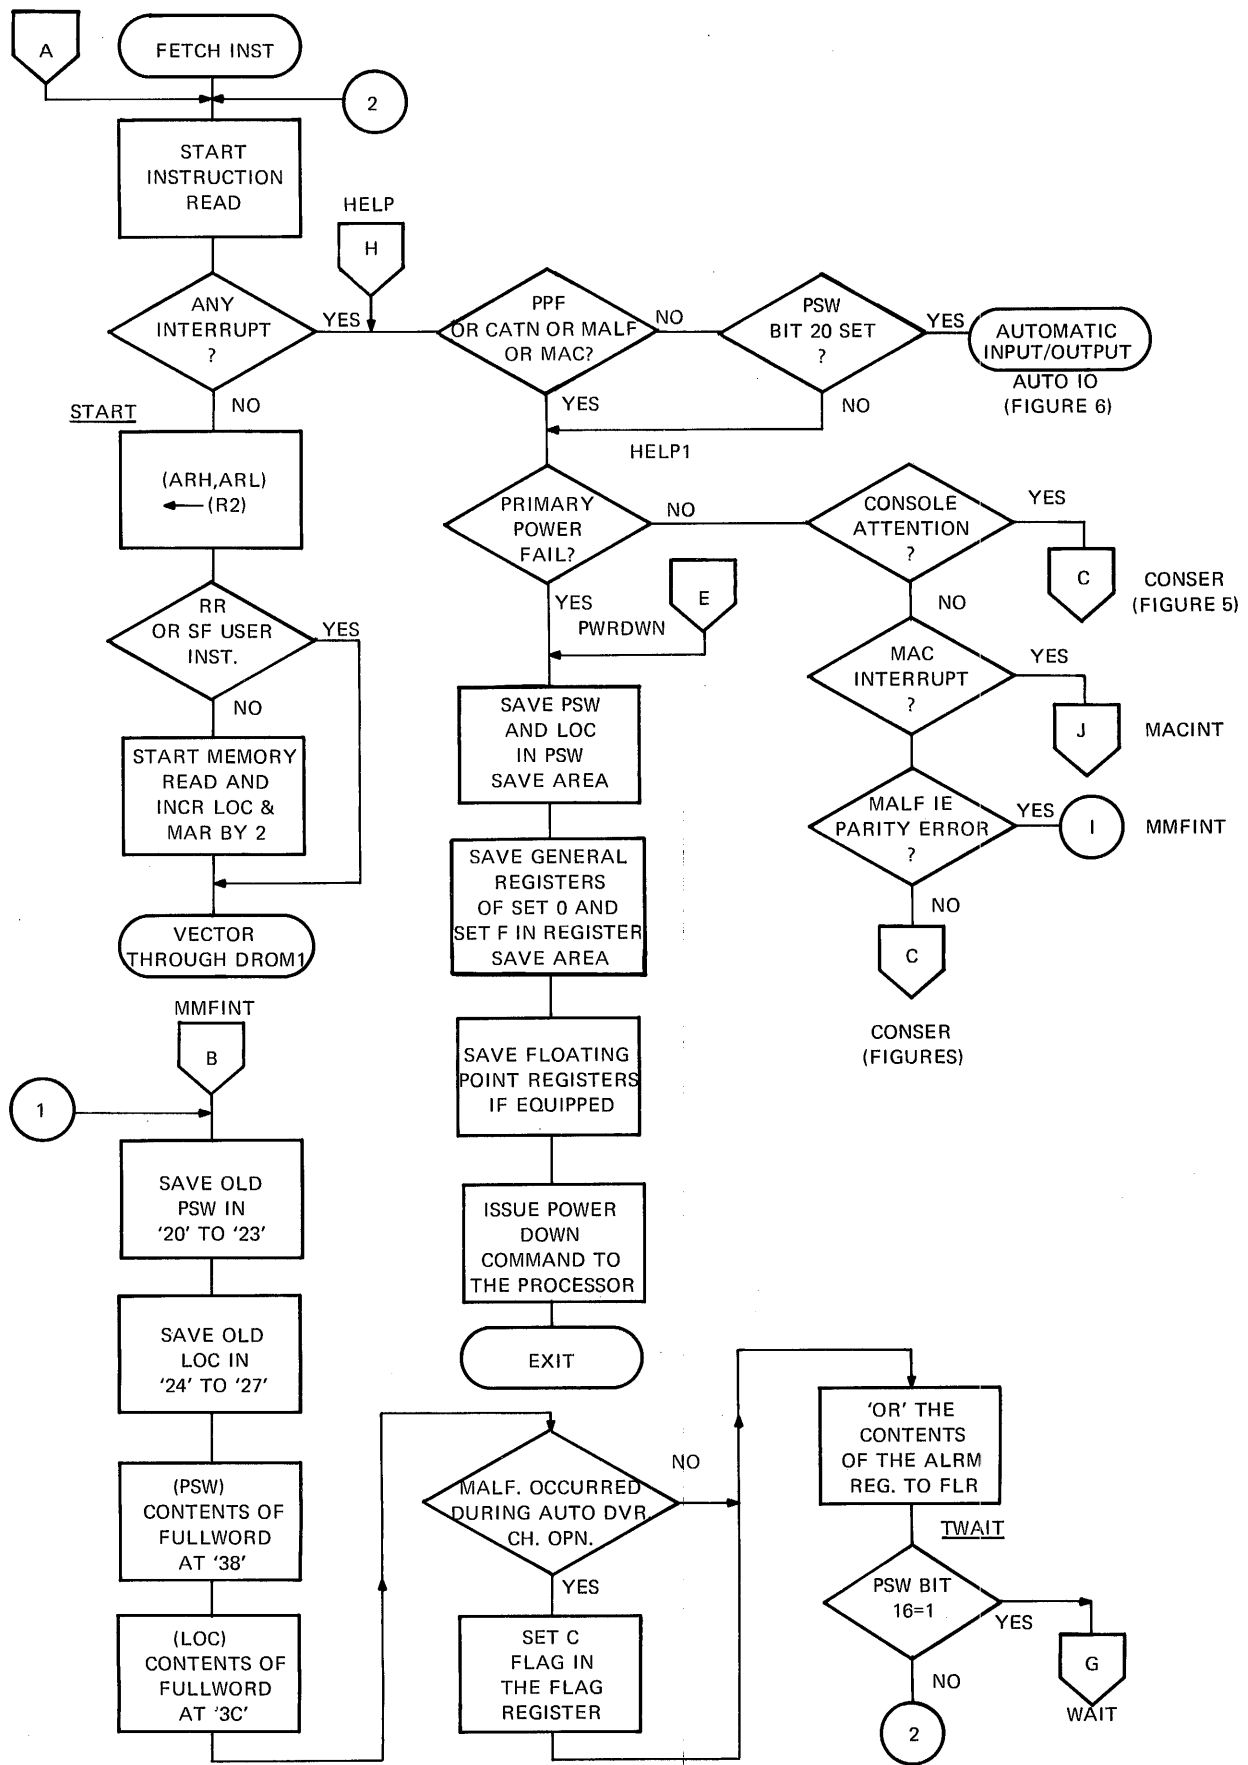 A
FETCH INST
2
START
INSTRUCTION
READ
HELP
H
ANY
INTERRUPT
?
YES
NO
PPF
OR CATN OR MALF
OR MAC?
NO
YES
PSW
BIT 20 SET
?
YES
NO
AUTOMATIC
INPUT/OUTPUT
AUTO IO
(FIGURE 6)
START
(ARH,ARL)
← (R2)
HELP1
PRIMARY
POWER
FAIL?
NO
YES
CONSOLE
ATTENTION
?
YES
NO
C
CONSER
(FIGURE 5)
RR
OR SF USER
INST.
YES
NO
E
PWRDWN
MAC
INTERRUPT
?
YES
J
MACINT
START MEMORY
READ AND
INCR LOC &
MAR BY 2
SAVE PSW
AND LOC
IN PSW
SAVE AREA
MALF IE
PARITY ERROR
?
YES
I
MMFINT
NO
C
CONSER
(FIGURES)
VECTOR
THROUGH DROM1
SAVE GENERAL
REGISTERS
OF SET 0 AND
SET F IN REGISTER
SAVE AREA
MMFINT
B
1
SAVE FLOATING
POINT REGISTERS
IF EQUIPPED
SAVE OLD
PSW IN
‘20’ TO ‘23’
ISSUE POWER
DOWN
COMMAND TO
THE PROCESSOR
SAVE OLD
LOC IN
‘24’ TO ‘27’
EXIT
(PSW)
CONTENTS OF
FULLWORD
AT ‘38’
(LOC)
CONTENTS OF
FULLWORD
AT ‘3C’
MALF. OCCURRED
DURING AUTO DVR.
CH. OPN.
NO
YES
SET C
FLAG IN
THE FLAG
REGISTER
‘OR’ THE
CONTENTS
OF THE ALRM
REG. TO FLR
TWAIT
PSW BIT
16=1
YES
NO
G
WAIT
2